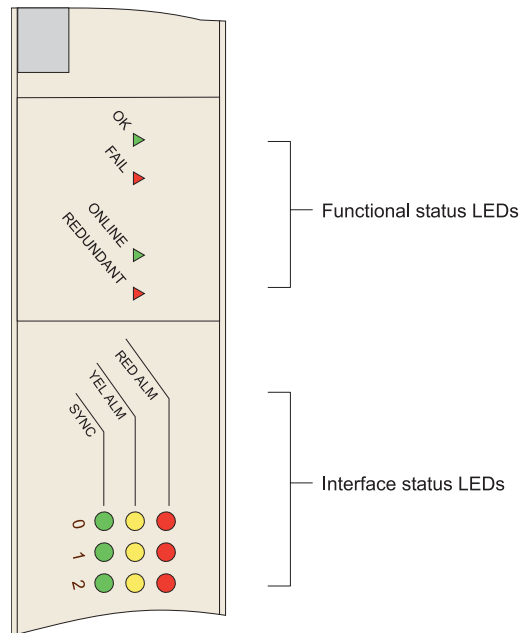 OK
FAIL
ONLINE
REDUNDANT
Functional status LEDs
RED ALM
YEL ALM
SYNC
Interface status LEDs
0
1
2